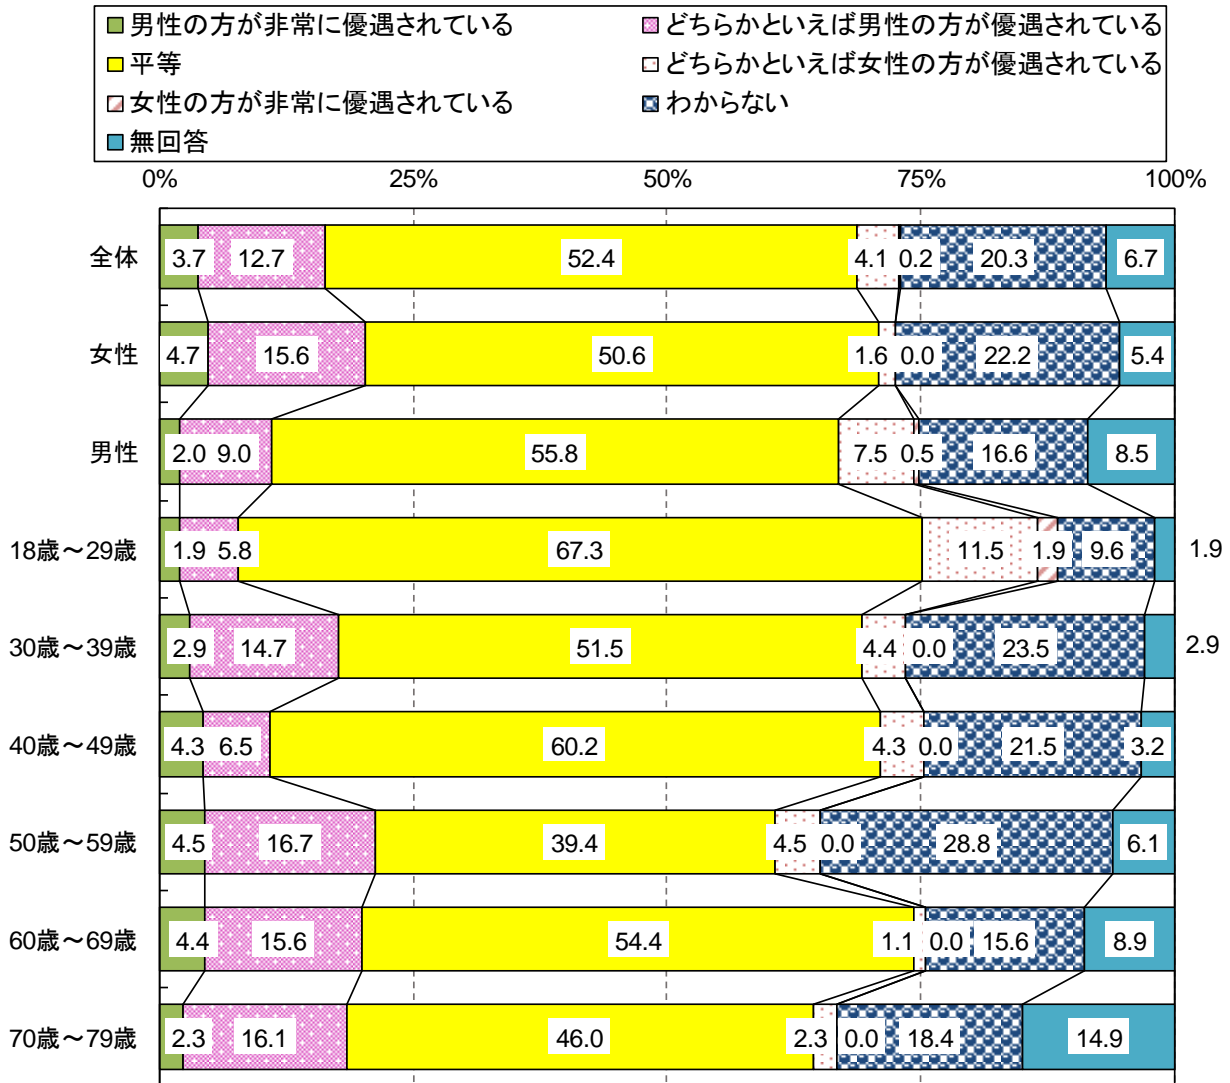 男性の方が非常に優遇されている どちらかといえば男性の方が優遇されている
平等 どちらかといえば女性の方が優遇されている
女性の方が非常に優遇されている わからない
無回答
0% 25% 50% 75% 100%
全体 3.7 12.7 52.4 4.1 0.2 20.3 6.7
女性 4.7 15.6 50.6 1.6 0.0 22.2 5.4
男性 2.0 9.0 55.8 7.5 0.5 16.6 8.5
18歳～29歳 1.9 5.8 67.3 11.5 1.9 9.6 1.9
30歳～39歳 2.9 14.7 51.5 4.4 0.0 23.5 2.9
40歳～49歳 4.3 6.5 60.2 4.3 0.0 21.5 3.2
50歳～59歳 4.5 16.7 39.4 4.5 0.0 28.8 6.1
60歳～69歳 4.4 15.6 54.4 1.1 0.0 15.6 8.9
70歳～79歳 2.3 16.1 46.0 2.3 0.0 18.4 14.9